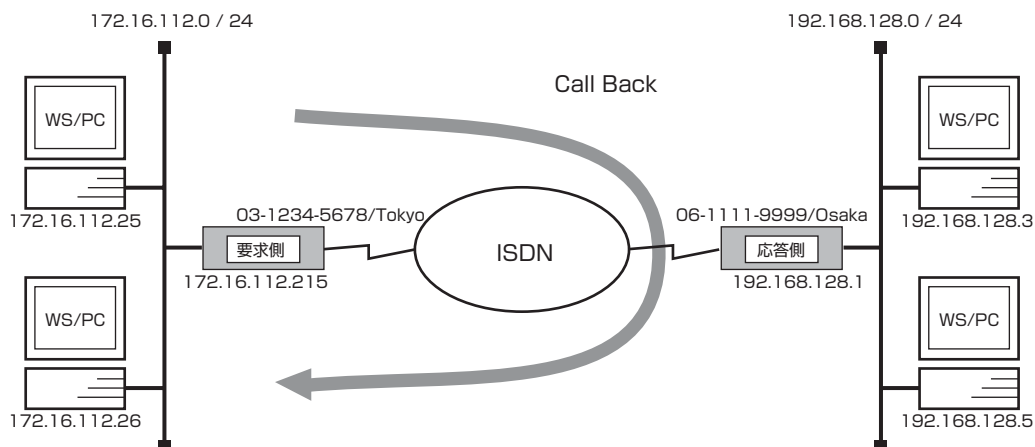 172.16.112.0 / 24
192.168.128.0 / 24
Call Back
WS/PC
WS/PC
172.16.112.25
03-1234-5678/Tokyo
06-1111-9999/Osaka
192.168.128.3
要求側
ISDN
応答側
172.16.112.215
192.168.128.1
WS/PC
WS/PC
172.16.112.26
192.168.128.5